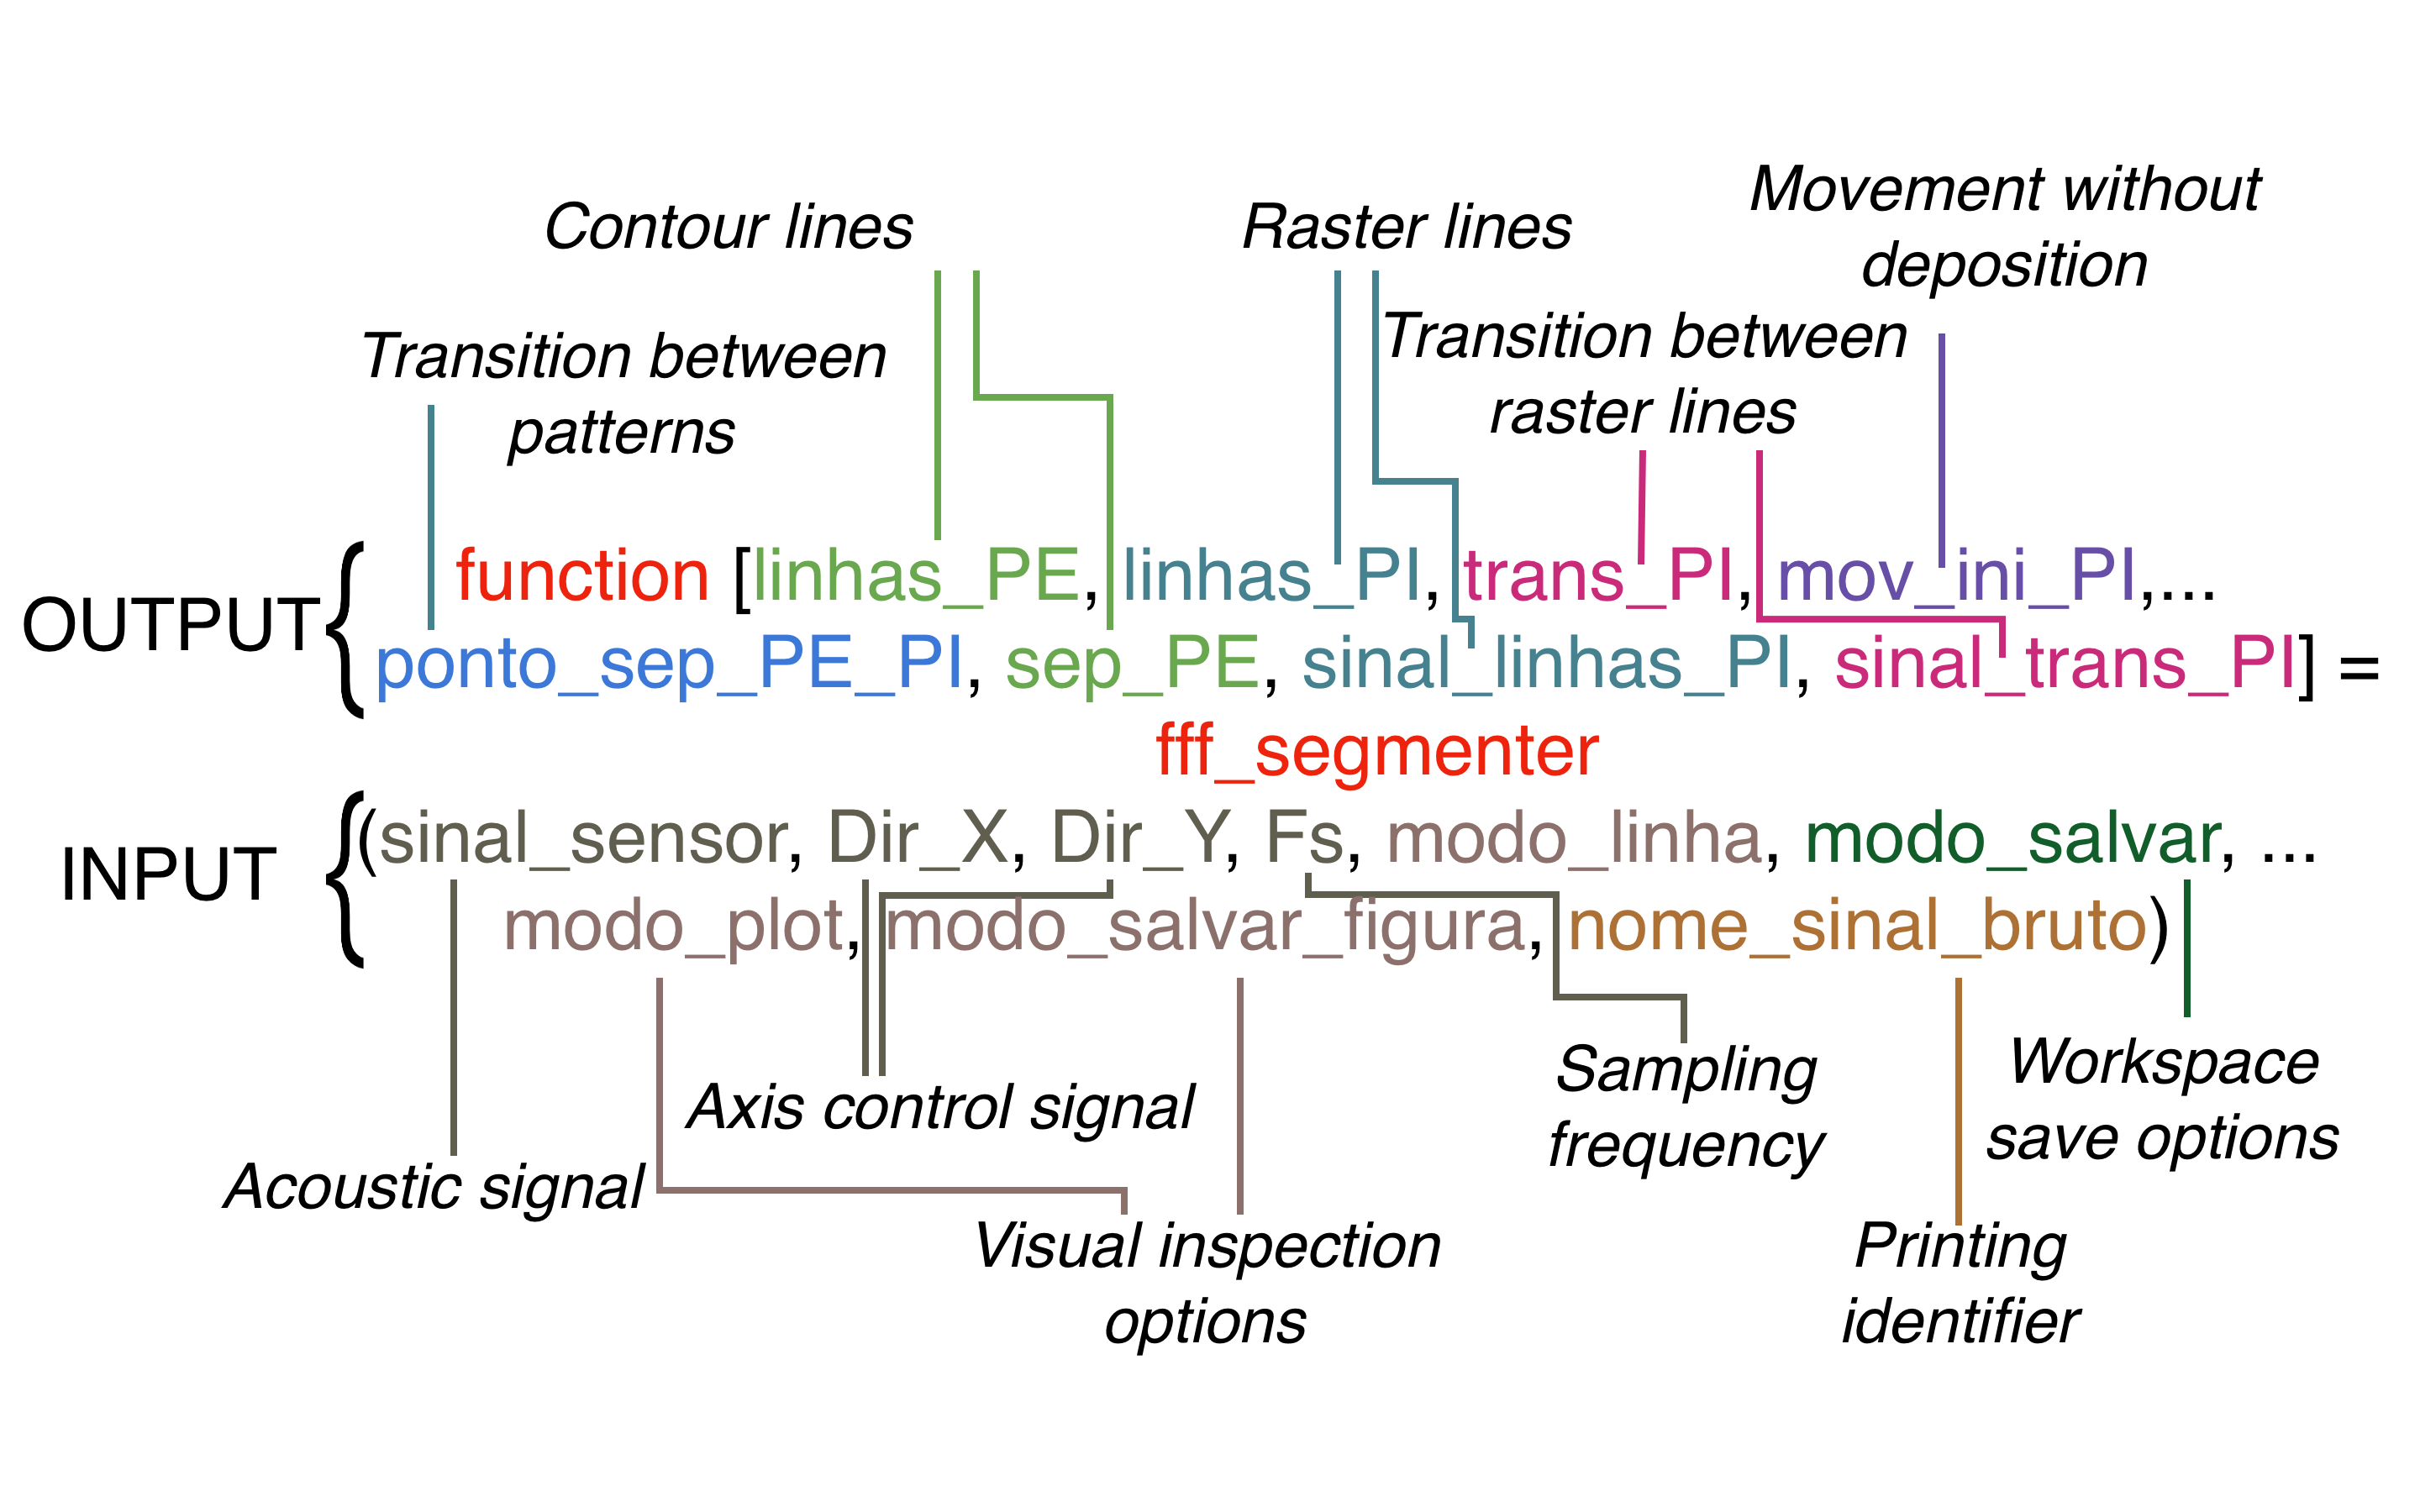 Contour lines
Raster lines
Movement without
deposition
Transition between
patterns
Transition between
raster lines
OUTPUT
function [linhas_PE, linhas_PI, trans_PI, mov_ini_PI,...
ponto_sep_PE_PI, sep_PE, sinal_linhas_PI, sinal_trans_PI] =
fff_segmenter
INPUT
(sinal_sensor, Dir_X, Dir_Y, Fs, modo_linha, modo_salvar, ...
modo_plot, modo_salvar_figura, nome_sinal_bruto)
Acoustic signal
Axis control signal
Visual inspection
options
Sampling
frequency
Printing
identifier
Workspace
save options